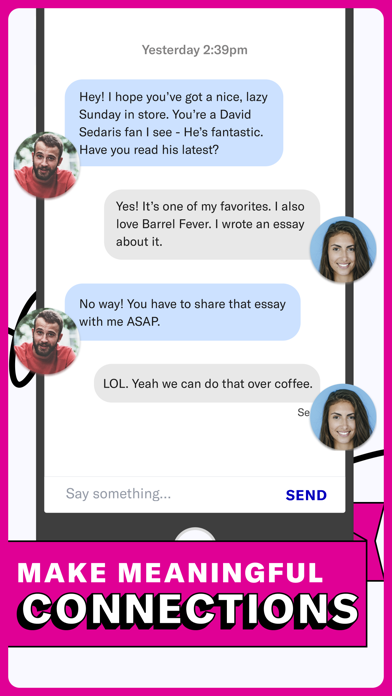 Yesterday 2:39pm
Hey! I hope you’ve got a nice, lazy
Sunday in store. You’re a David
Sedaris fan I see - He’s fantastic.
Have you read his latest?
Yes! It’s one of my favorites. I also
love Barrel Fever. I wrote an essay
about it.
No way! You have to share that essay
with me ASAP.
LOL. Yeah we can do that over coffee.
Se
Say something...
SEND
MAKE MEANINGFUL
CONNECTIONS